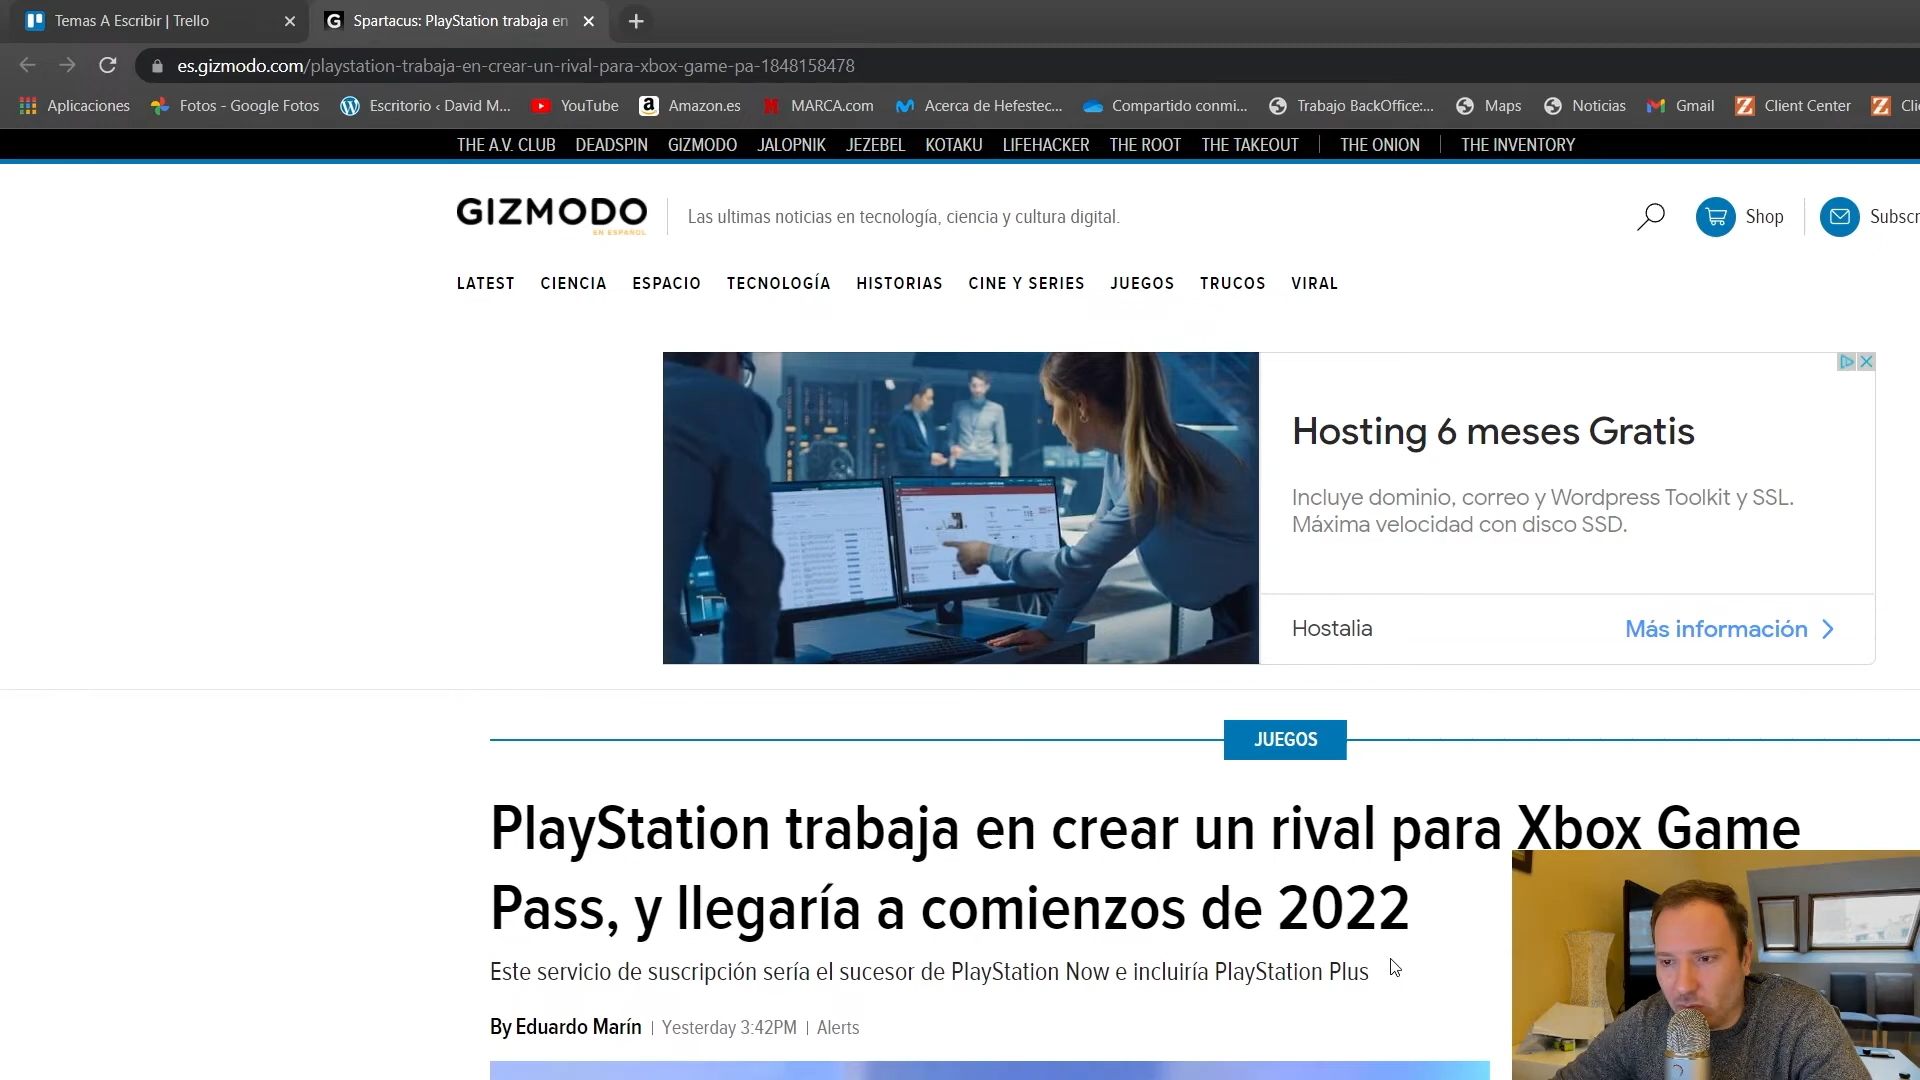 Temas A Escribir | Trello
Spartacus: PlayStation trabaja en
es.gizmodo.com/playstation-trabaja-en-crear-un-rival-para-xbox-game-pa-1848158478
Aplicaciones
Fotos - Google Fotos
Escritorio ‹ David M...
YouTube
Amazon.es
MARCA.com
Acerca de Hefestec...
Compartido conmi...
Trabajo BackOffice:...
Maps
Noticias
Gmail
Client Center
Cli
THE A.V. CLUB DEADSPIN GIZMODO JALOPNIK JEZEBEL KOTAKU LIFEHACKER THE ROOT THE TAKEOUT THE ONION THE INVENTORY
GIZMODO
EN ESPAÑOL
Las ultimas noticias en tecnología, ciencia y cultura digital.
Shop
Subscr
LATEST CIENCIA ESPACIO TECNOLOGÍA HISTORIAS CINE Y SERIES JUEGOS TRUCOS VIRAL
Hosting 6 meses Gratis
Incluye dominio, correo y Wordpress Toolkit y SSL.
Máxima velocidad con disco SSD.
Hostalia
Más información
JUEGOS
PlayStation trabaja en crear un rival para Xbox Game
Pass, y llegaría a comienzos de 2022
Este servicio de suscripción sería el sucesor de PlayStation Now e incluiría PlayStation Plus
By Eduardo Marín | Yesterday 3:42PM | Alerts